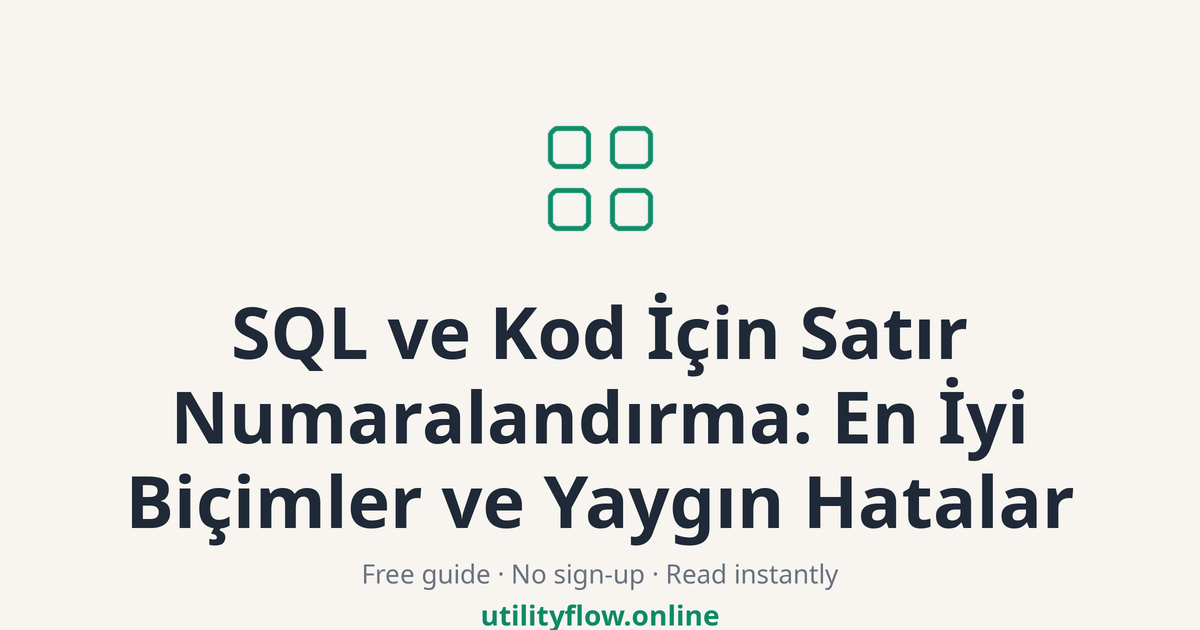 SQL ve Kod İçin Satır
Numaralandırma: En İyi
Biçimler ve Yaygın Hatalar
Free guide · No sign-up · Read instantly
utilityflow.online